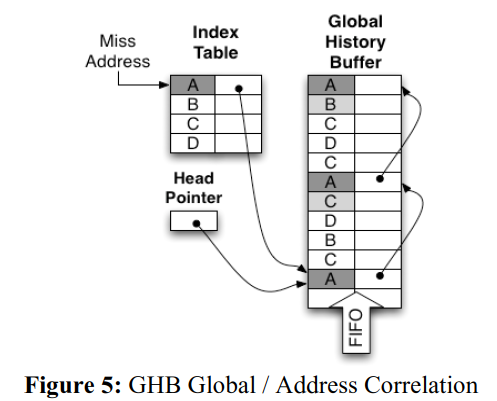 Miss
Address
Index
Table
A
B
C
D
Head
Pointer
Global
History
Buffer
A
B
C
D
C
A
C
D
B
C
A
FIFO
Figure 5: GHB Global / Address Correlation